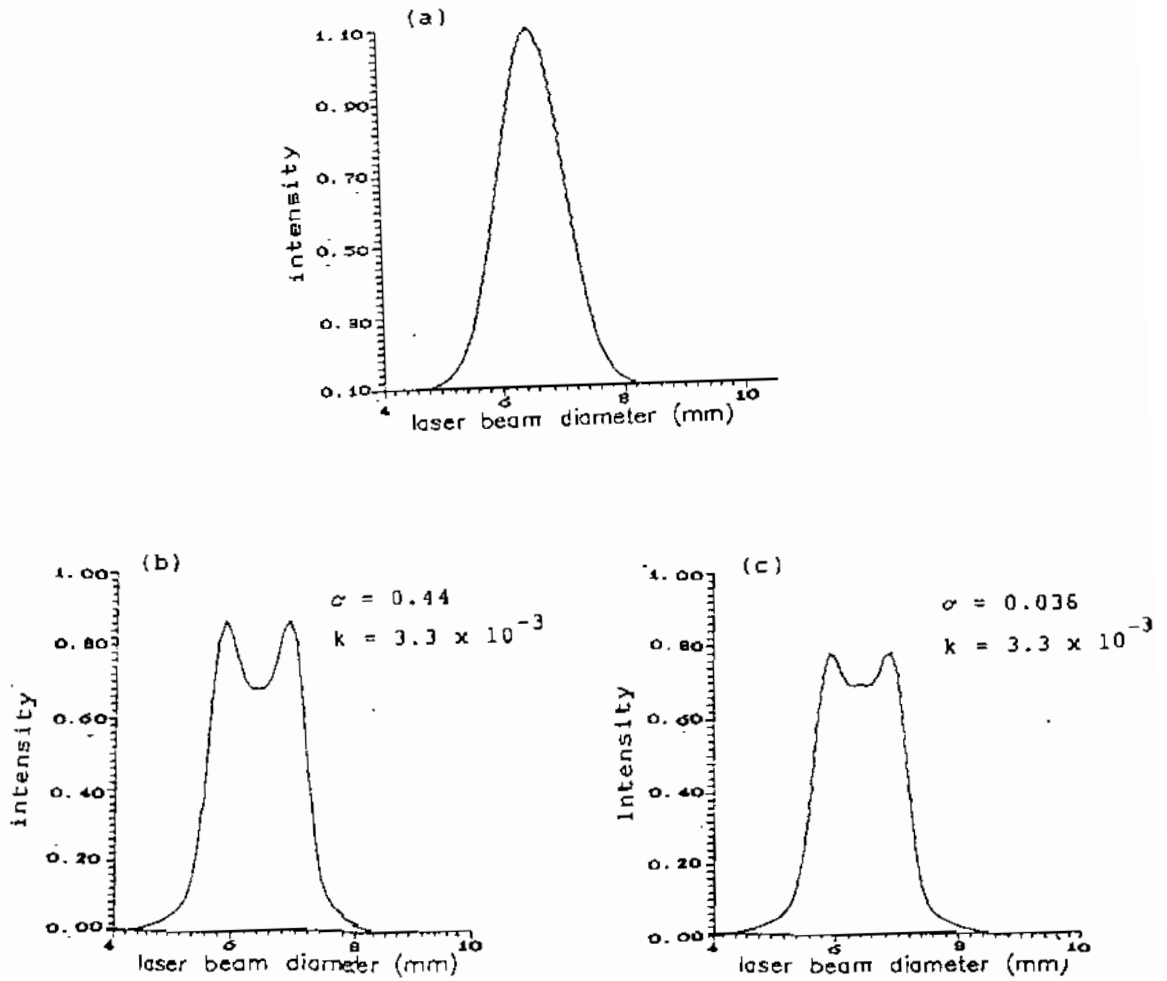 (a)
1.10
0.90
0.70
0.50
0.30
0.10
intensity
4 6 8 10
laser beam diameter (mm)
(b)
1.00
0.80
0.60
0.40
0.20
0.00
intensity
σ = 0.44
k = 3.3 x 10⁻³
4 6 8 10
laser beam diameter (mm)
(c)
1.00
0.80
0.60
0.40
0.20
0.00
Intensity
σ = 0.036
k = 3.3 x 10⁻³
4 6 8 10
laser beam diameter (mm)